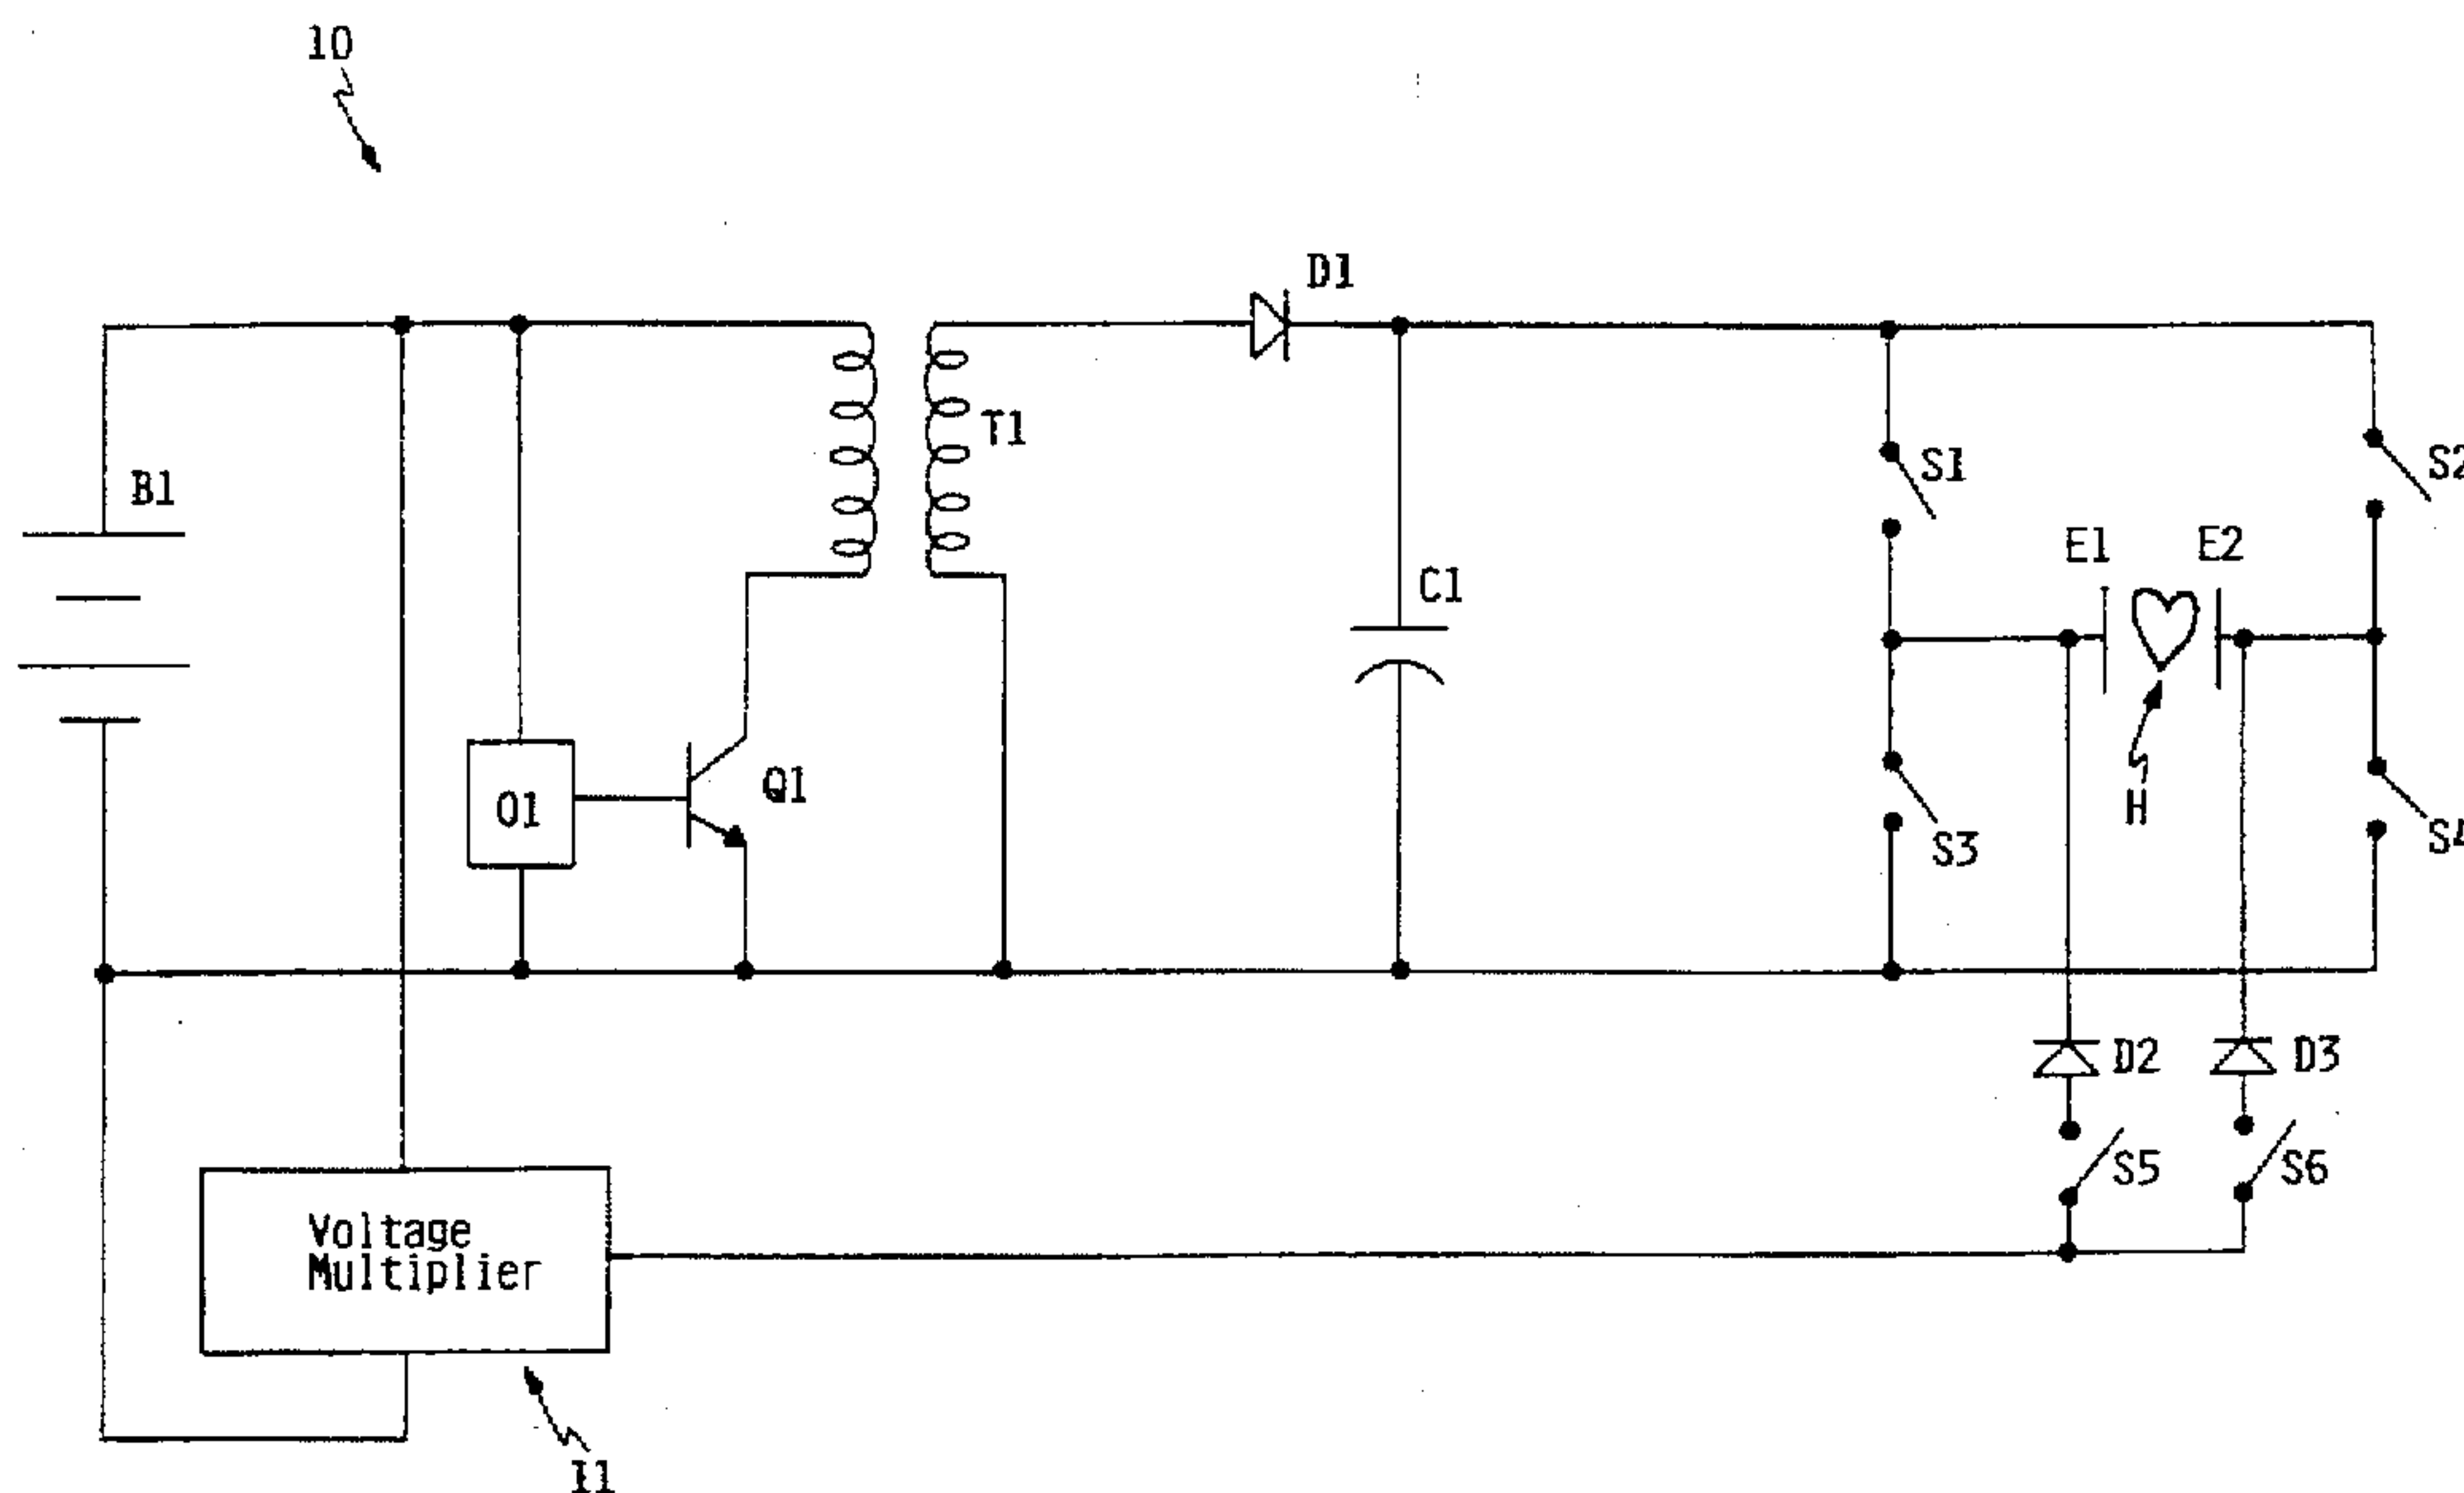 10
D1
T1
B1
S1
S2
E1
E2
C1
Q1
O1
H
S3
S4
D2
D3
S5
S6
Voltage
Multiplier
I1